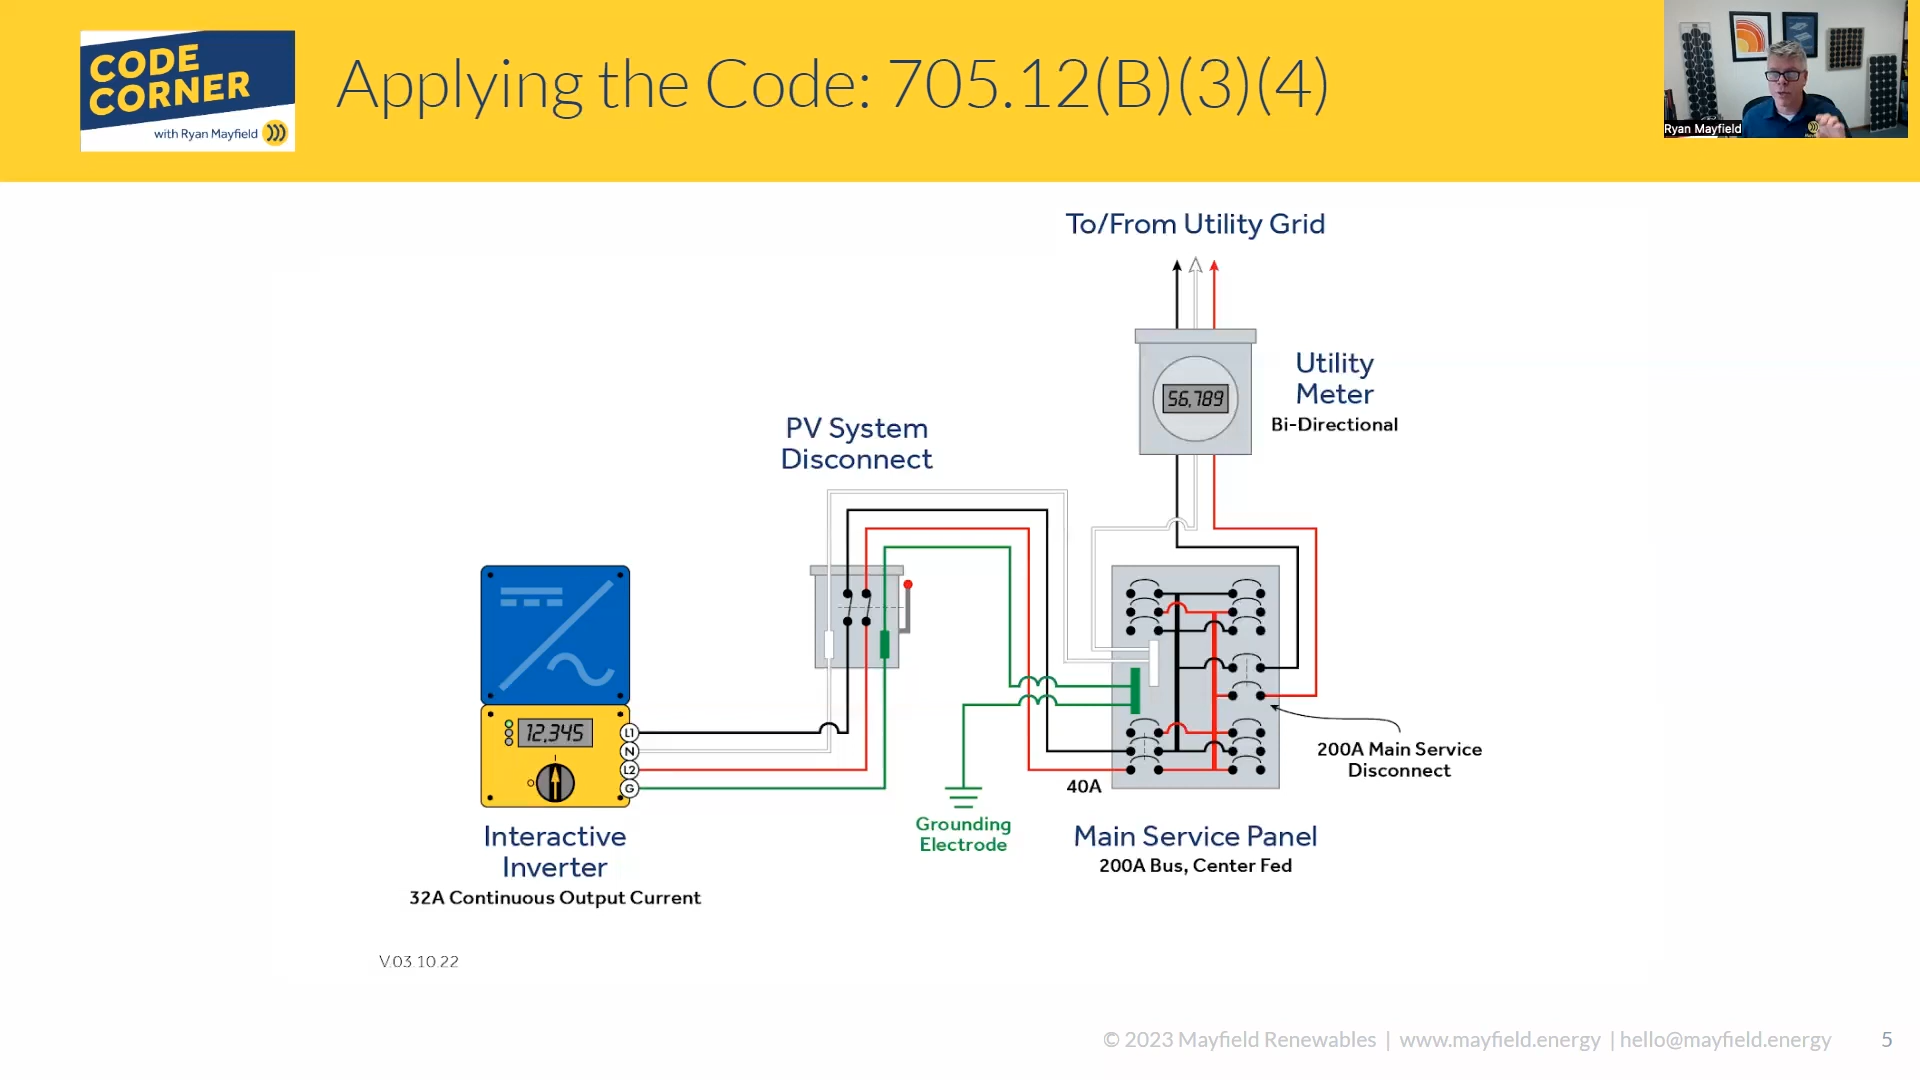 CODE
CORNER
with Ryan Mayfield
Applying the Code: 705.12(B)(3)(4)
Ryan Mayfield
To/From Utility Grid
56,789
Utility
Meter
Bi-Directional
PV System
Disconnect
12,345
L1
N
L2
G
Interactive
Inverter
32A Continuous Output Current
Grounding
Electrode
40A
Main Service Panel
200A Bus, Center Fed
200A Main Service
Disconnect
V.03.10.22
© 2023 Mayfield Renewables | www.mayfield.energy | hello@mayfield.energy 5